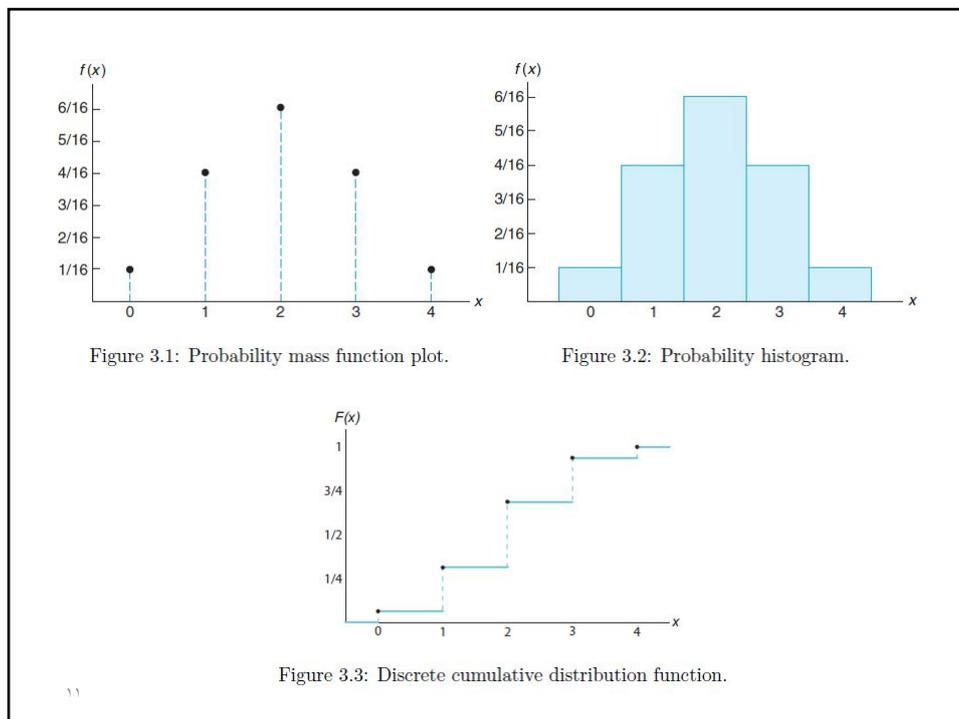 f(x)
6/16
5/16
4/16
3/16
2/16
1/16
0 1 2 3 4 x
Figure 3.1: Probability mass function plot.
f(x)
6/16
5/16
4/16
3/16
2/16
1/16
0 1 2 3 4 x
Figure 3.2: Probability histogram.
F(x)
1
3/4
1/2
1/4
0 1 2 3 4 x
Figure 3.3: Discrete cumulative distribution function.
١١